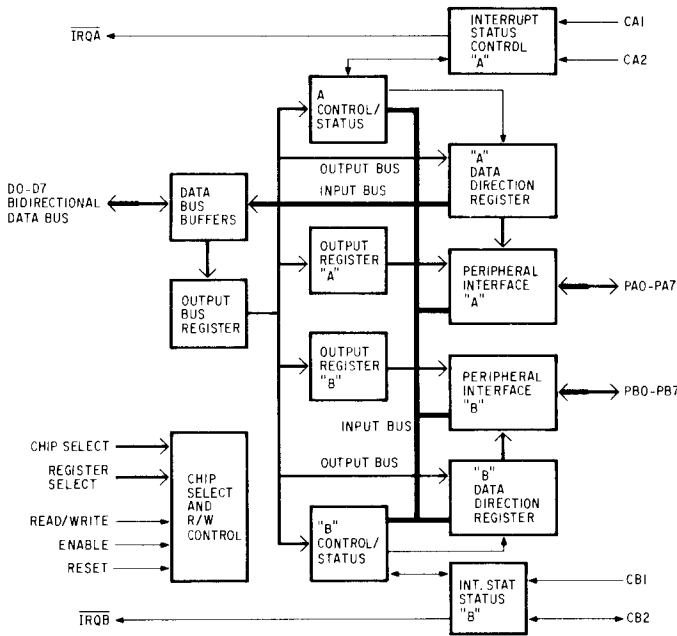 IRQA
INTERRUPT
STATUS
CONTROL
"A"
CA1
CA2
A
CONTROL/
STATUS
OUTPUT BUS
INPUT BUS
"A"
DATA
DIRECTION
REGISTER
DO-D7
BIDIRECTIONAL
DATA BUS
DATA
BUS
BUFFERS
OUTPUT
REGISTER
"A"
PERIPHERAL
INTERFACE
"A"
PAO-PA7
OUTPUT
BUS
REGISTER
OUTPUT
REGISTER
"B"
PERIPHERAL
INTERFACE
"B"
PBO-PB7
INPUT BUS
OUTPUT BUS
CHIP SELECT
REGISTER
SELECT
READ/WRITE
ENABLE
RESET
CHIP
SELECT
AND
R/W
CONTROL
"B"
CONTROL/
STATUS
"B"
DATA
DIRECTION
REGISTER
INT. STAT
STATUS
"B"
CB1
CB2
IRQB